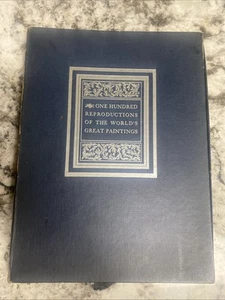 ONE HUNDRED
REPRODUCTIONS
OF THE WORLD'S
GREAT PAINTINGS